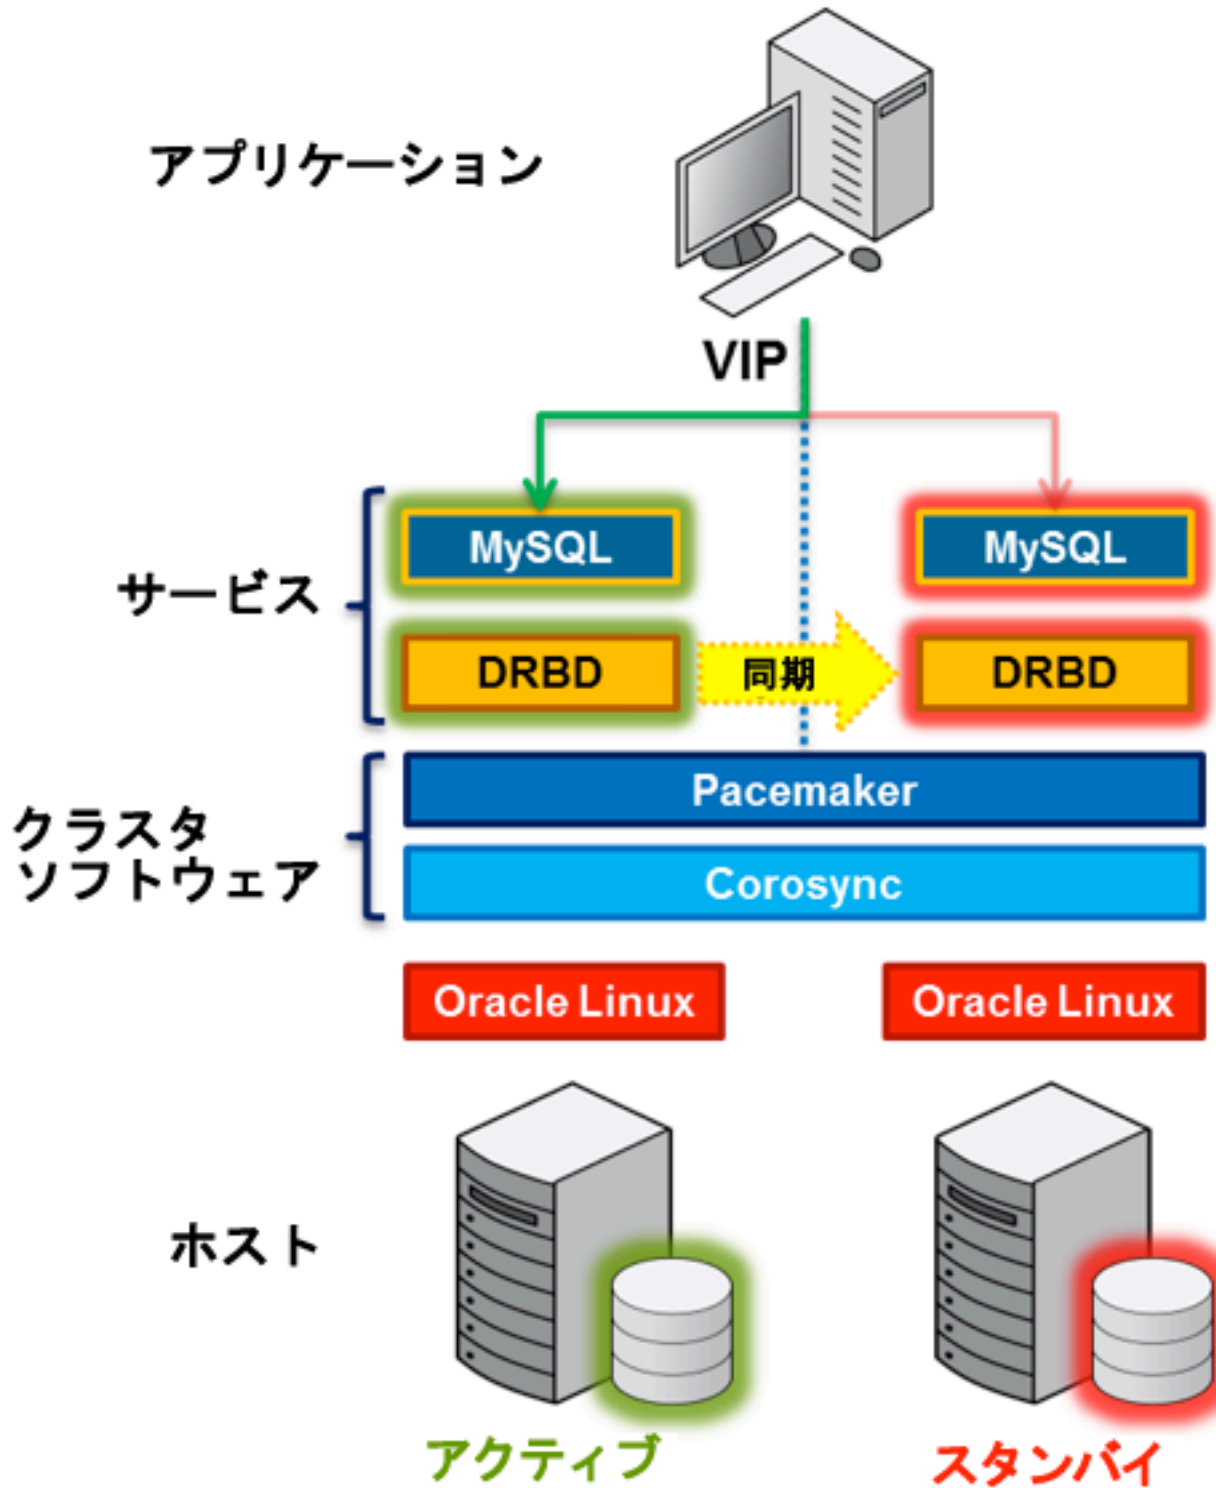 アプリケーション
VIP
サービス
MySQL
MySQL
DRBD
同期
DRBD
クラスタ
ソフトウェア
Pacemaker
Corosync
Oracle Linux
Oracle Linux
ホスト
アクティブ
スタンバイ